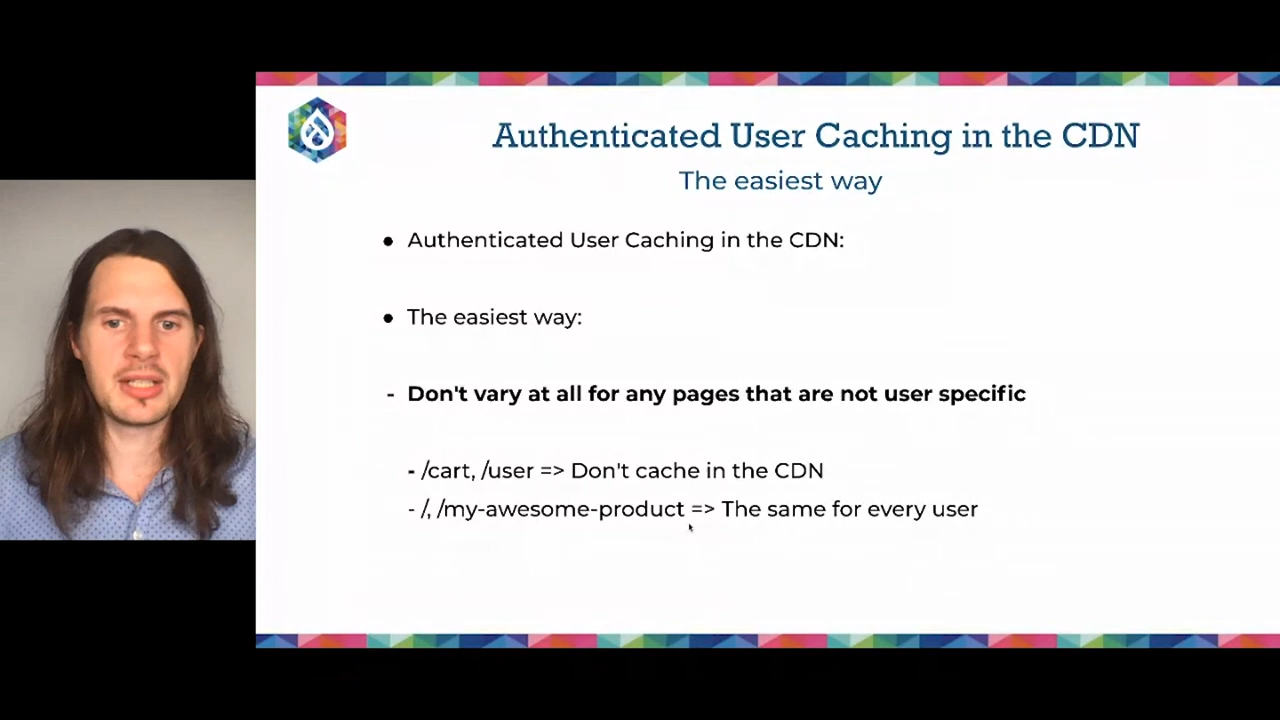 Authenticated User Caching in the CDN
The easiest way
● Authenticated User Caching in the CDN:
● The easiest way:
- Don't vary at all for any pages that are not user specific
- /cart, /user => Don't cache in the CDN
- /, /my-awesome-product => The same for every user